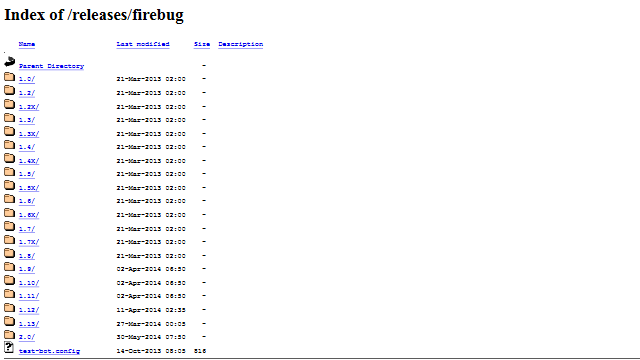 Index of /releases/firebug
Name Last modified Size Description
Parent Directory -
1.0/ 21-Mar-2013 02:00 -
1.2/ 21-Mar-2013 02:00 -
1.2X/ 21-Mar-2013 02:00 -
1.3/ 21-Mar-2013 02:00 -
1.3X/ 21-Mar-2013 02:00 -
1.4/ 21-Mar-2013 02:00 -
1.4X/ 21-Mar-2013 02:00 -
1.5/ 21-Mar-2013 02:00 -
1.5X/ 21-Mar-2013 02:00 -
1.6/ 21-Mar-2013 02:00 -
1.6X/ 21-Mar-2013 02:00 -
1.7/ 21-Mar-2013 02:00 -
1.7X/ 21-Mar-2013 02:00 -
1.8/ 21-Mar-2013 02:00 -
1.9/ 02-Apr-2014 06:50 -
1.10/ 02-Apr-2014 06:50 -
1.11/ 02-Apr-2014 06:50 -
1.12/ 11-Apr-2014 02:35 -
1.13/ 27-Mar-2014 00:05 -
2.0/ 30-May-2014 07:50 -
test-bot.config 14-Oct-2013 05:05 816